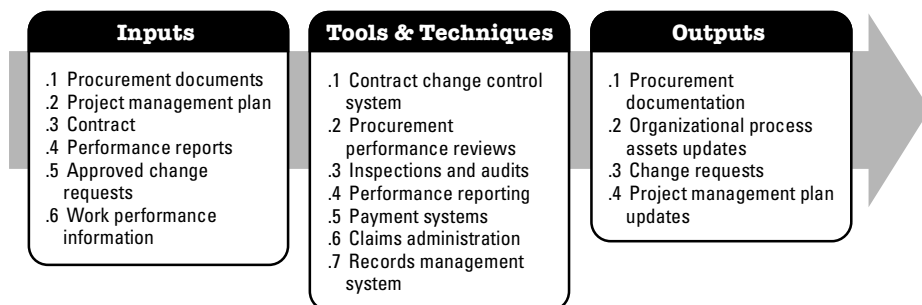 Inputs
.1 Procurement documents
.2 Project management plan
.3 Contract
.4 Performance reports
.5 Approved change
requests
.6 Work performance
information
Tools & Techniques
.1 Contract change control
system
.2 Procurement
performance reviews
.3 Inspections and audits
.4 Performance reporting
.5 Payment systems
.6 Claims administration
.7 Records management
system
Outputs
.1 Procurement
documentation
.2 Organizational process
assets updates
.3 Change requests
.4 Project management plan
updates